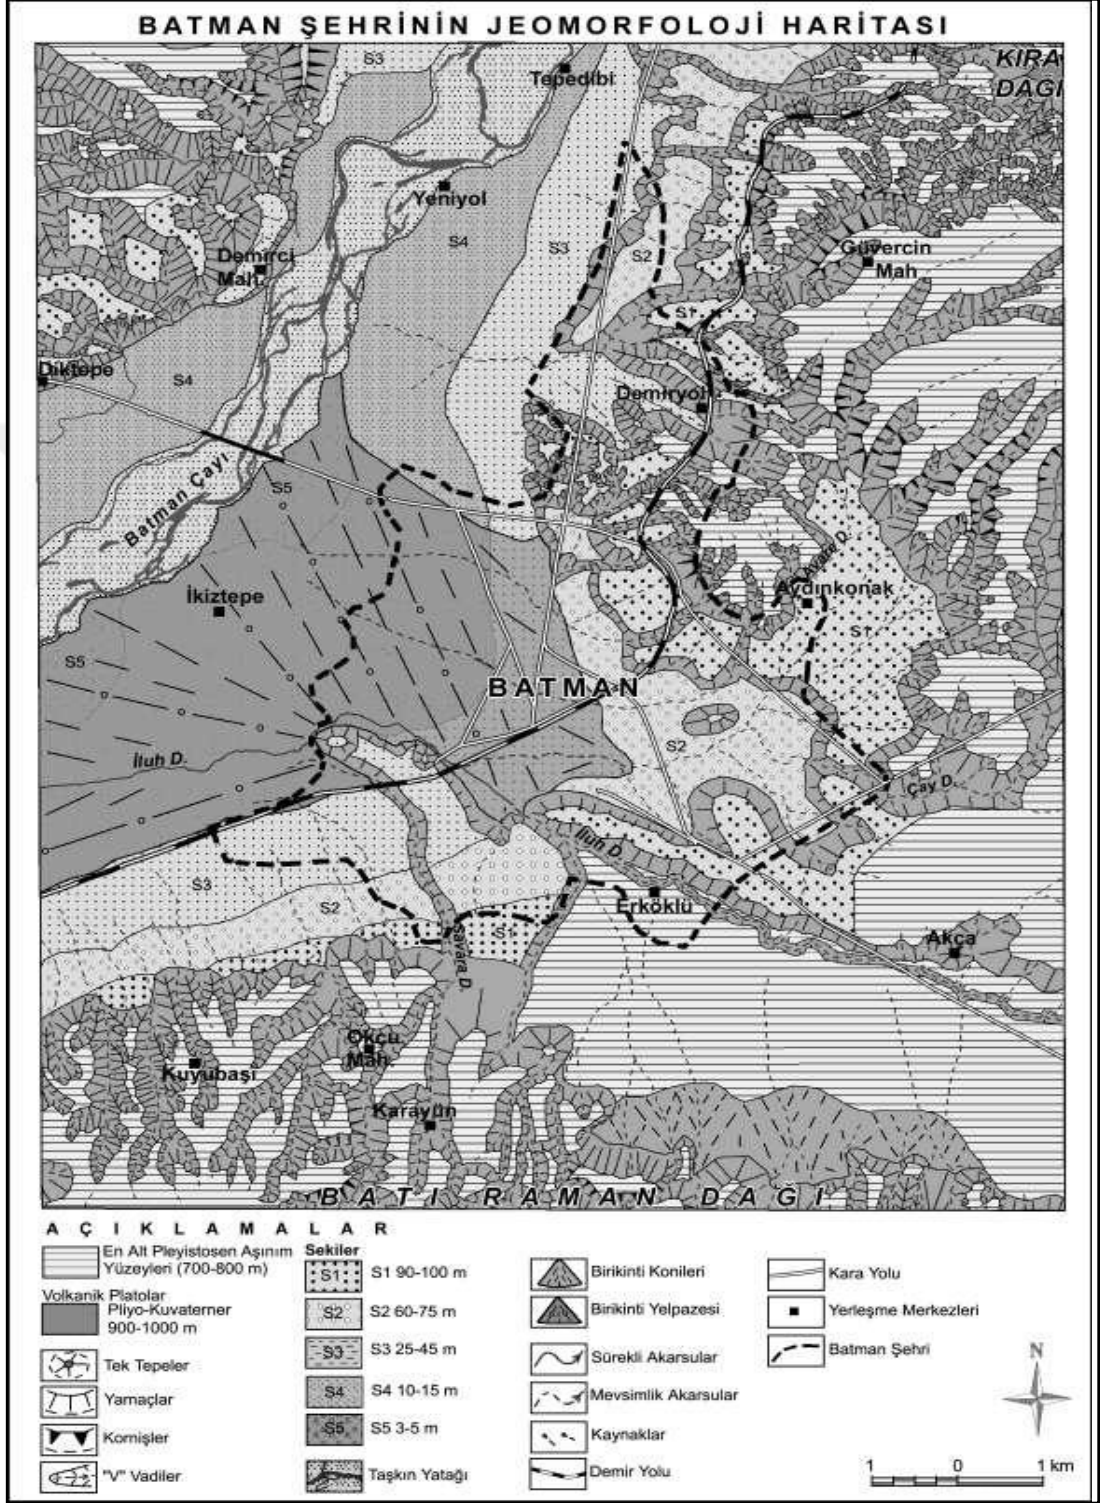 BATMAN ŞEHRİNİN JEOMORFOLOJİ HARİTASI
KIRA
DAĞI
S3
Tepedibi
Yeniyol
S4
S3
S2
Güvercin
Mah
Demirci
Mah.
S1
Diktepe
S4
Demiryol
Batman Çayı
S5
Avare D.
Aydınkonak
İkiztepe
S1
S5
BATMAN
S2
İluh D.
Çay D.
İluh D.
S3
S2
Erköklü
S1
Akça
Savara D.
Okçu
Mah.
Kuyubaşı
Karayün
BATI RAMAN DAĞI
AÇIKLAMALAR
En Alt Pleyistosen Aşınım
Yüzeyleri (700-800 m)
Volkanik Platolar
Pliyo-Kuvaterner
900-1000 m
Tek Tepeler
Yamaçlar
Kornişler
"V" Vadiler
Sekiler
S1 S1 90-100 m
S2 S2 60-75 m
S3 S3 25-45 m
S4 S4 10-15 m
S5 S5 3-5 m
Taşkın Yatağı
Birikinti Konileri
Birikinti Yelpazesi
Sürekli Akarsular
Mevsimlik Akarsular
Kaynaklar
Demir Yolu
Kara Yolu
Yerleşme Merkezleri
Batman Şehri
N
1 0 1 km